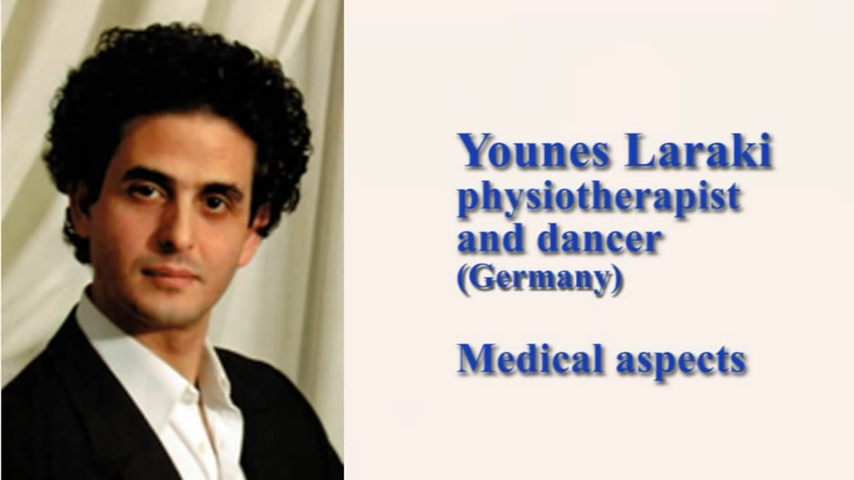 Younes Laraki
physiotherapist
and dancer
(Germany)
Medical aspects